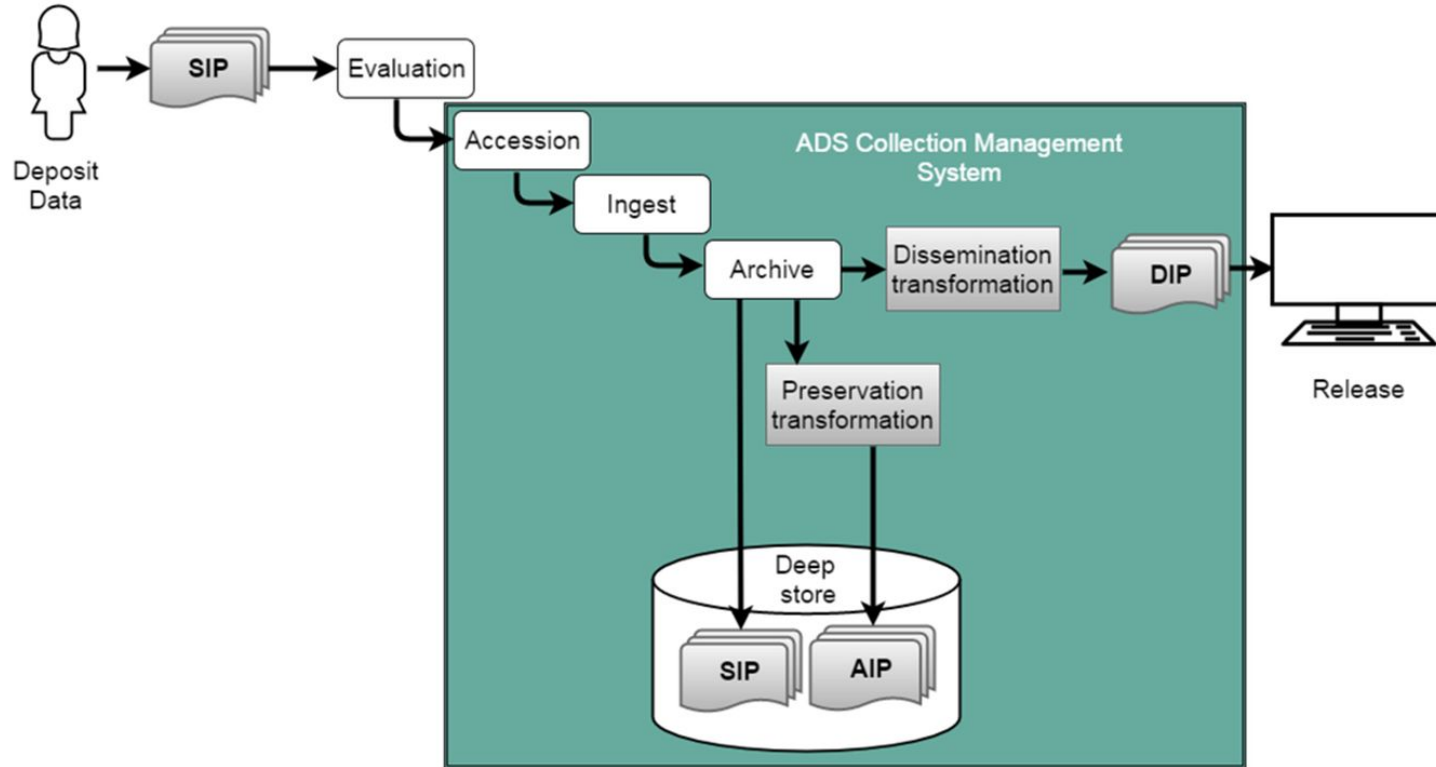 SIP
Evaluation
Deposit
Data
Accession
ADS Collection Management
System
Ingest
Archive
Dissemination
transformation
DIP
Release
Preservation
transformation
Deep
store
SIP
AIP